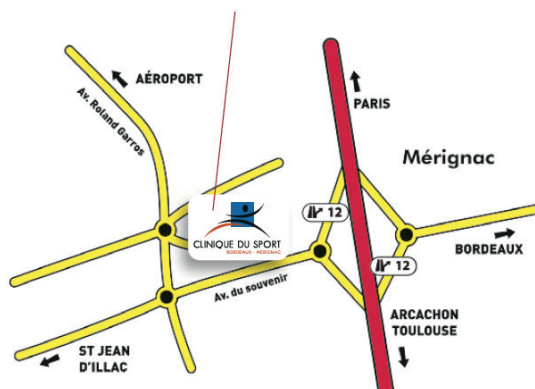 AÉROPORT
Av. Roland Garros
PARIS
Mérignac
12
CLINIQUE DU SPORT
BORDEAUX - MÉRIGNAC
BORDEAUX
12
Av. du souvenir
ARCACHON
TOULOUSE
ST JEAN
D'ILLAC